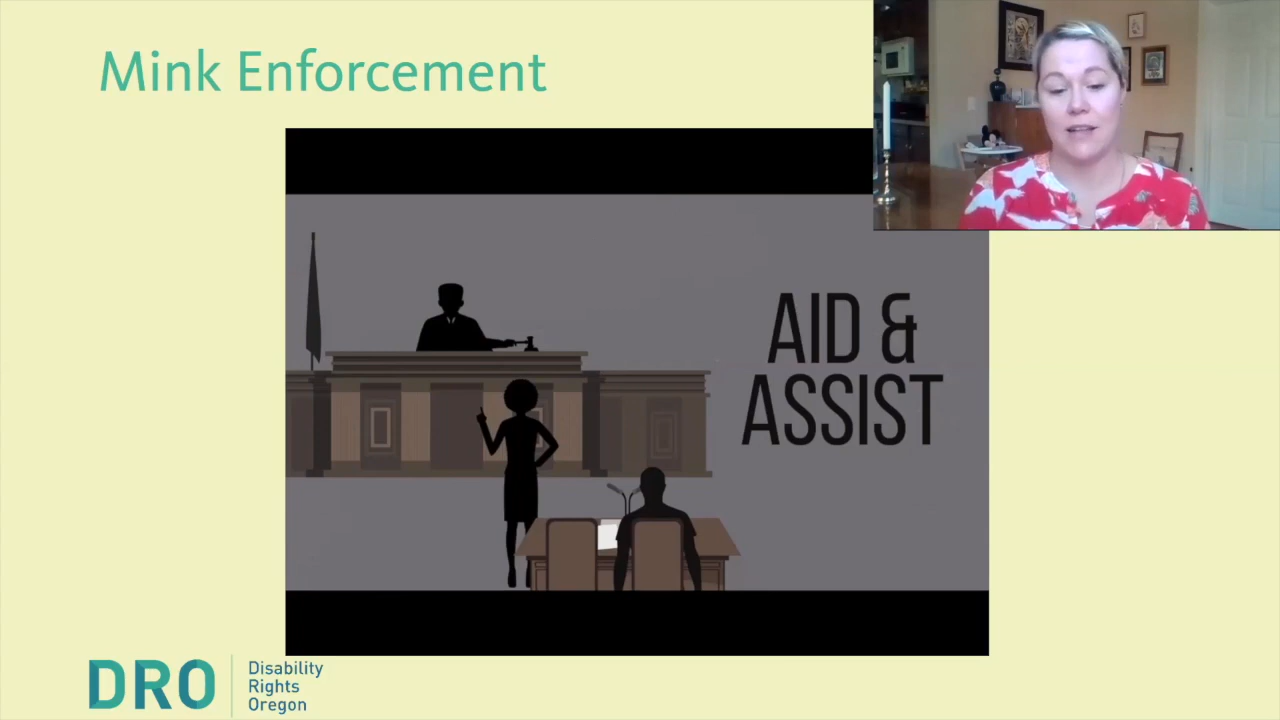 Mink Enforcement
AID &
ASSIST
DRO
Disability
Rights
Oregon